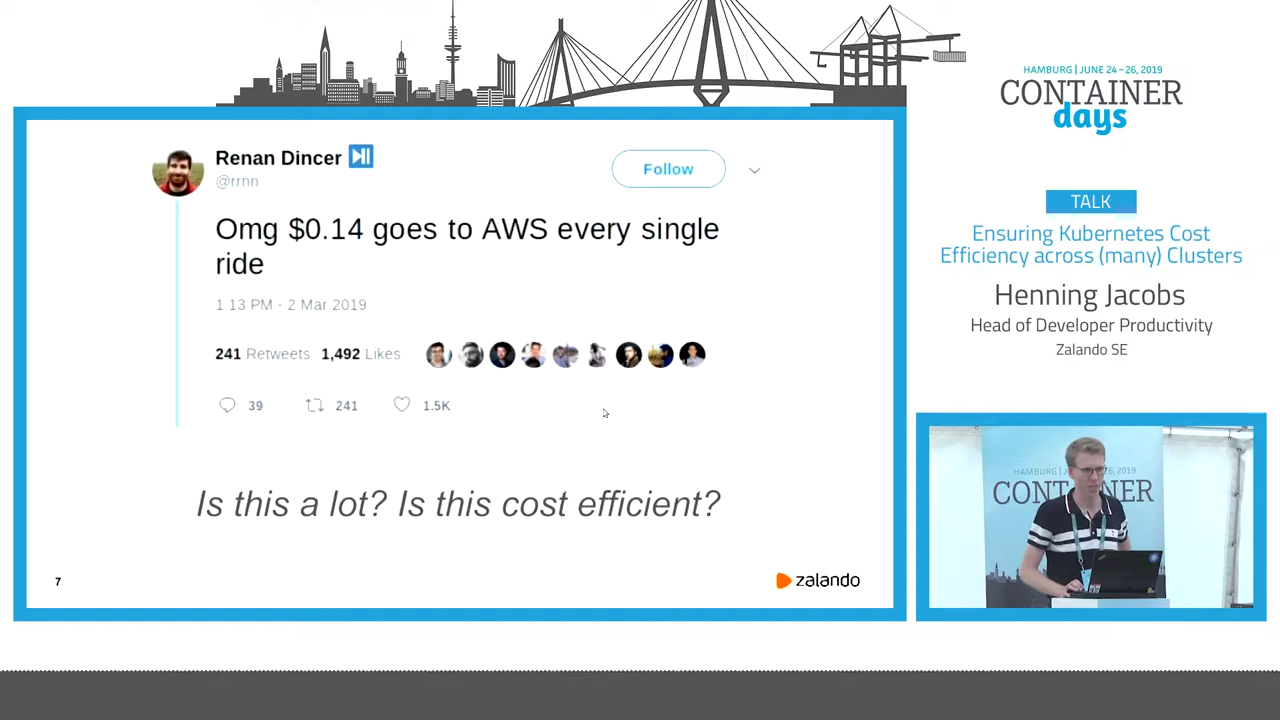 Renan Dincer
@rrnn
Follow
Omg $0.14 goes to AWS every single
ride
1 13 PM - 2 Mar 2019
241 Retweets 1,492 Likes
39 241 1.5K
Is this a lot? Is this cost efficient?
7
zalando
HAMBURG | JUNE 24–26, 2019
CONTAINER
days
TALK
Ensuring Kubernetes Cost
Efficiency across (many) Clusters
Henning Jacobs
Head of Developer Productivity
Zalando SE